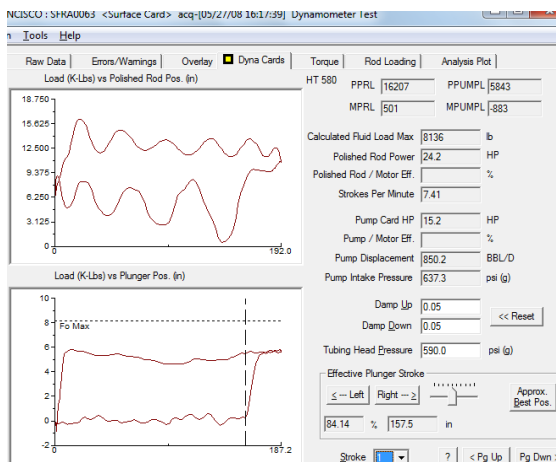 NCISCO : SFRA0063 <Surface Card> acq-[05/27/08 16:17:39] Dynamometer Test
n Tools Help
Raw Data Errors/Warnings Overlay Dyna Cards Torque Rod Loading Analysis Plot
Load (K-Lbs) vs Polished Rod Pos. (in)
18.750
15.625
12.500
9.375
6.250
3.125
0
0 192.0
Load (K-Lbs) vs Plunger Pos. (in)
10
8
Fo Max
6
4
2
0
-2
0 187.2
HT 580 PPRL 16207 PPUMPL 5843
MPRL 501 MPUMPL -883
Calculated Fluid Load Max 8136 lb
Polished Rod Power 24.2 HP
Polished Rod / Motor Eff. %
Strokes Per Minute 7.41
Pump Card HP 15.2 HP
Pump / Motor Eff. %
Pump Displacement 850.2 BBL/D
Pump Intake Pressure 637.3 psi (g)
Damp Up 0.05
<< Reset
Damp Down 0.05
Tubing Head Pressure 590.0 psi (g)
Effective Plunger Stroke
<--- Left Right ---> Approx. Best Pos.
84.14 % 157.5 in
Stroke 1 ? < Pg Up Pg Dwn >